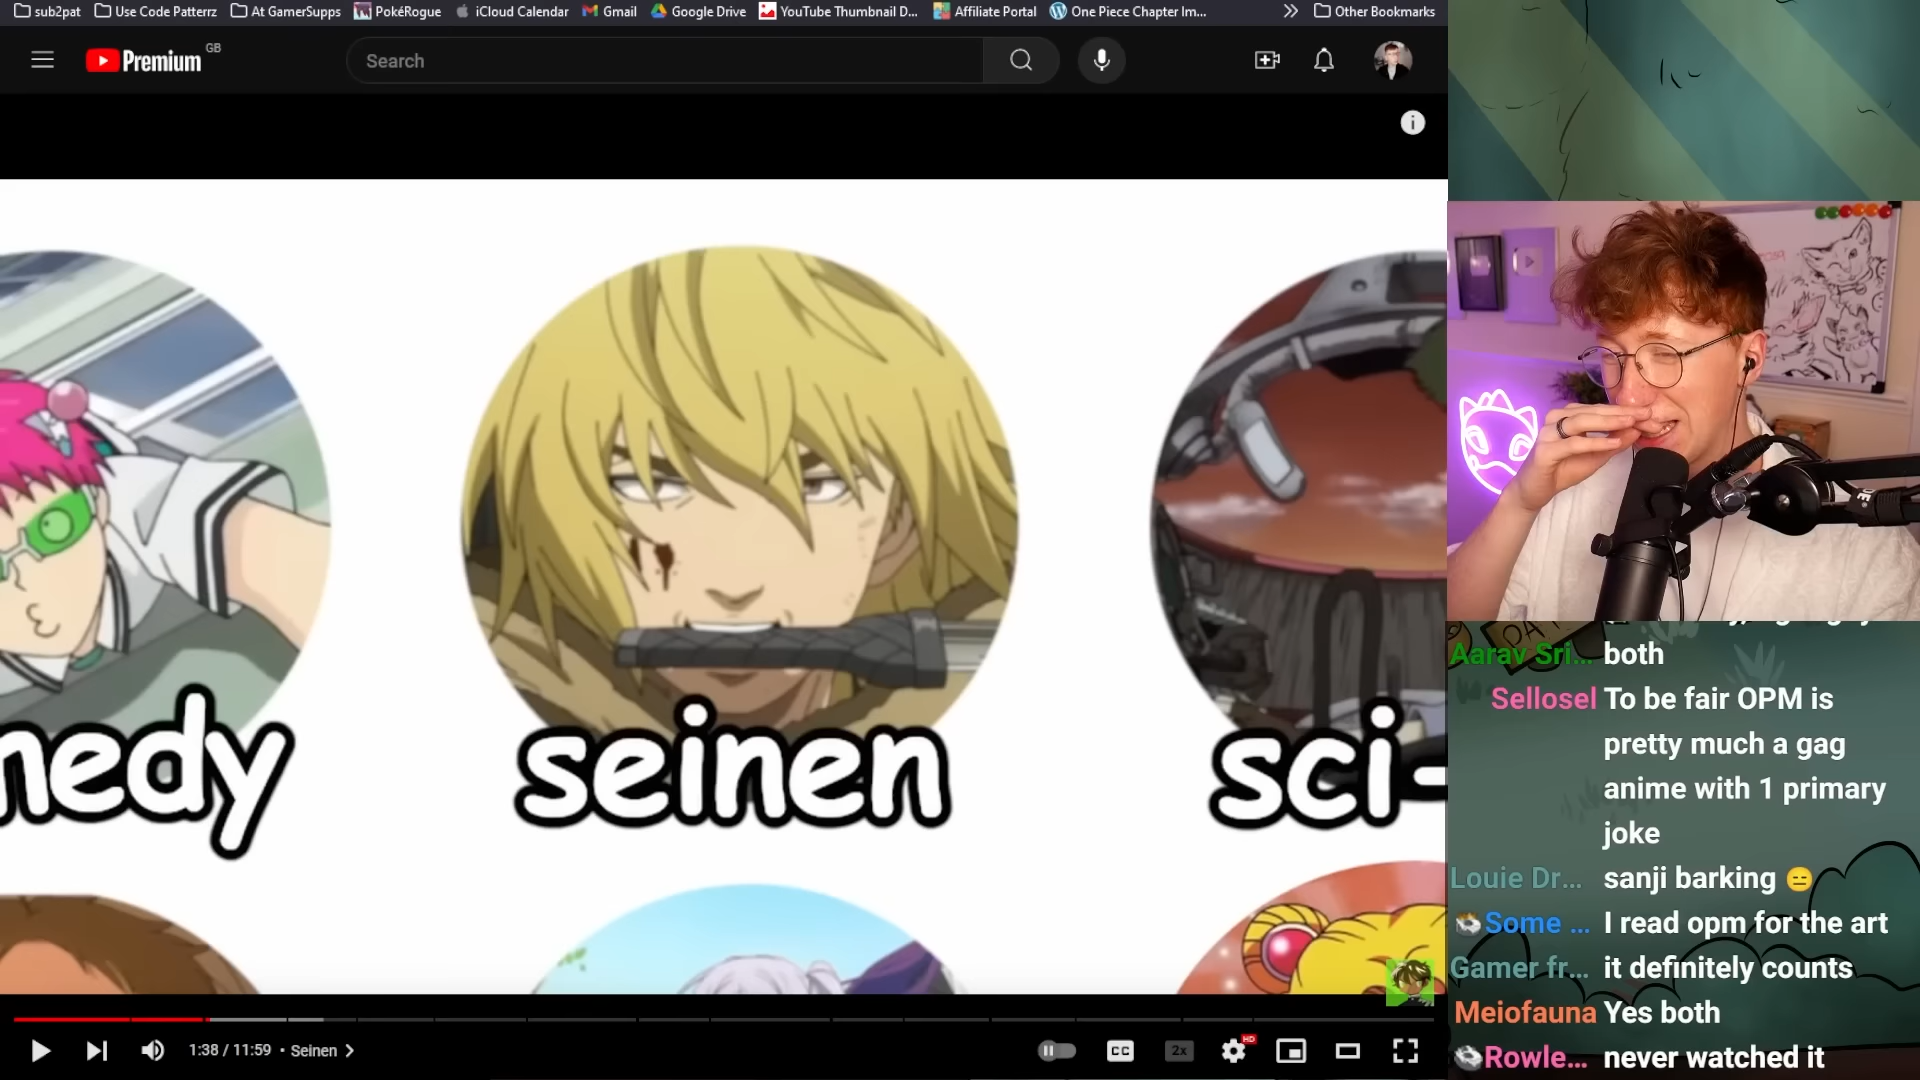 sub2pat Use Code Patterrz At GamerSupps PokéRogue iCloud Calendar Gmail Google Drive YouTube Thumbnail D... Affiliate Portal One Piece Chapter Im... Other Bookmarks
Premium GB
Search
nedy
seinen
sci-
1:38 / 11:59 • Seinen
CC
2x
HD
Aarav Sri... both
Sellosel To be fair OPM is
pretty much a gag
anime with 1 primary
joke
Louie Dr... sanji barking 😑
Some ... I read opm for the art
Gamer fr... it definitely counts
Meiofauna Yes both
Rowle... never watched it